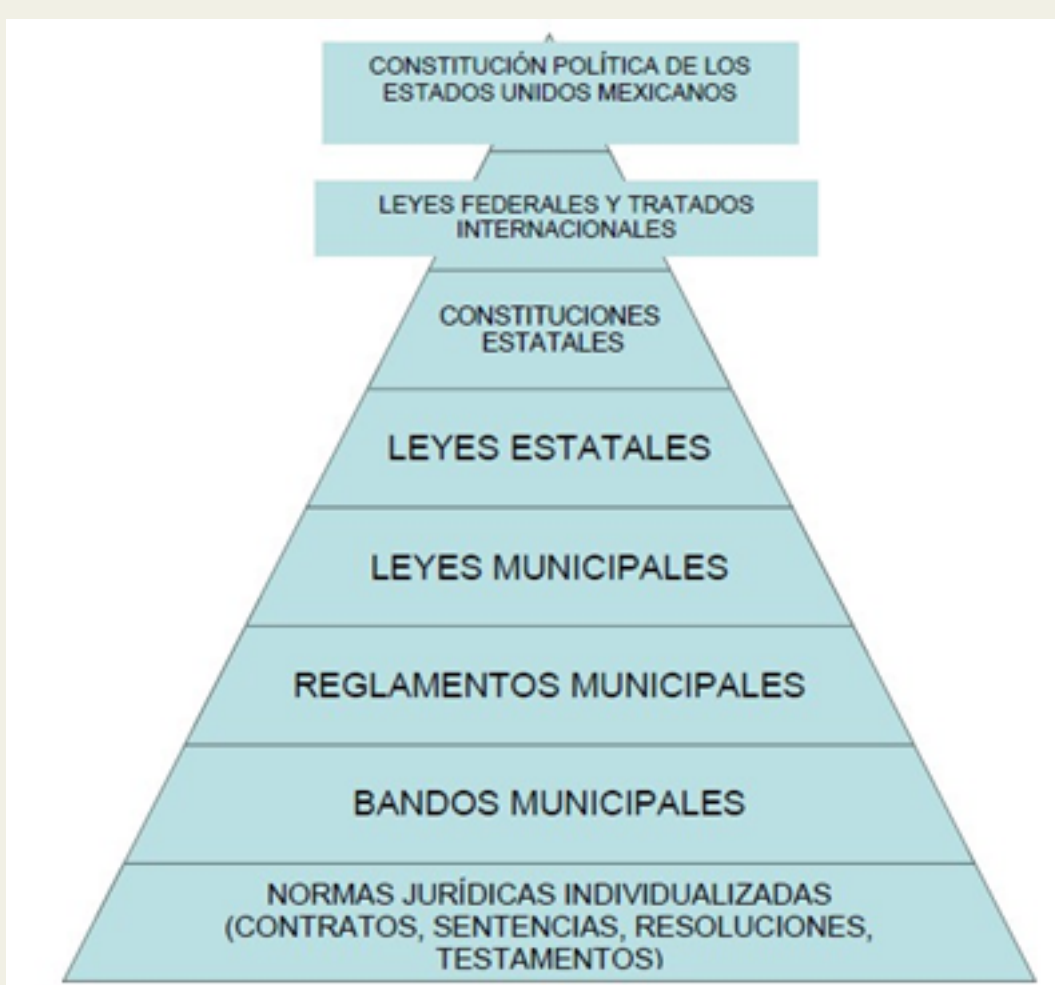 CONSTITUCIÓN POLÍTICA DE LOS
ESTADOS UNIDOS MEXICANOS
LEYES FEDERALES Y TRATADOS
INTERNACIONALES
CONSTITUCIONES
ESTATALES
LEYES ESTATALES
LEYES MUNICIPALES
REGLAMENTOS MUNICIPALES
BANDOS MUNICIPALES
NORMAS JURÍDICAS INDIVIDUALIZADAS
(CONTRATOS, SENTENCIAS, RESOLUCIONES,
TESTAMENTOS)